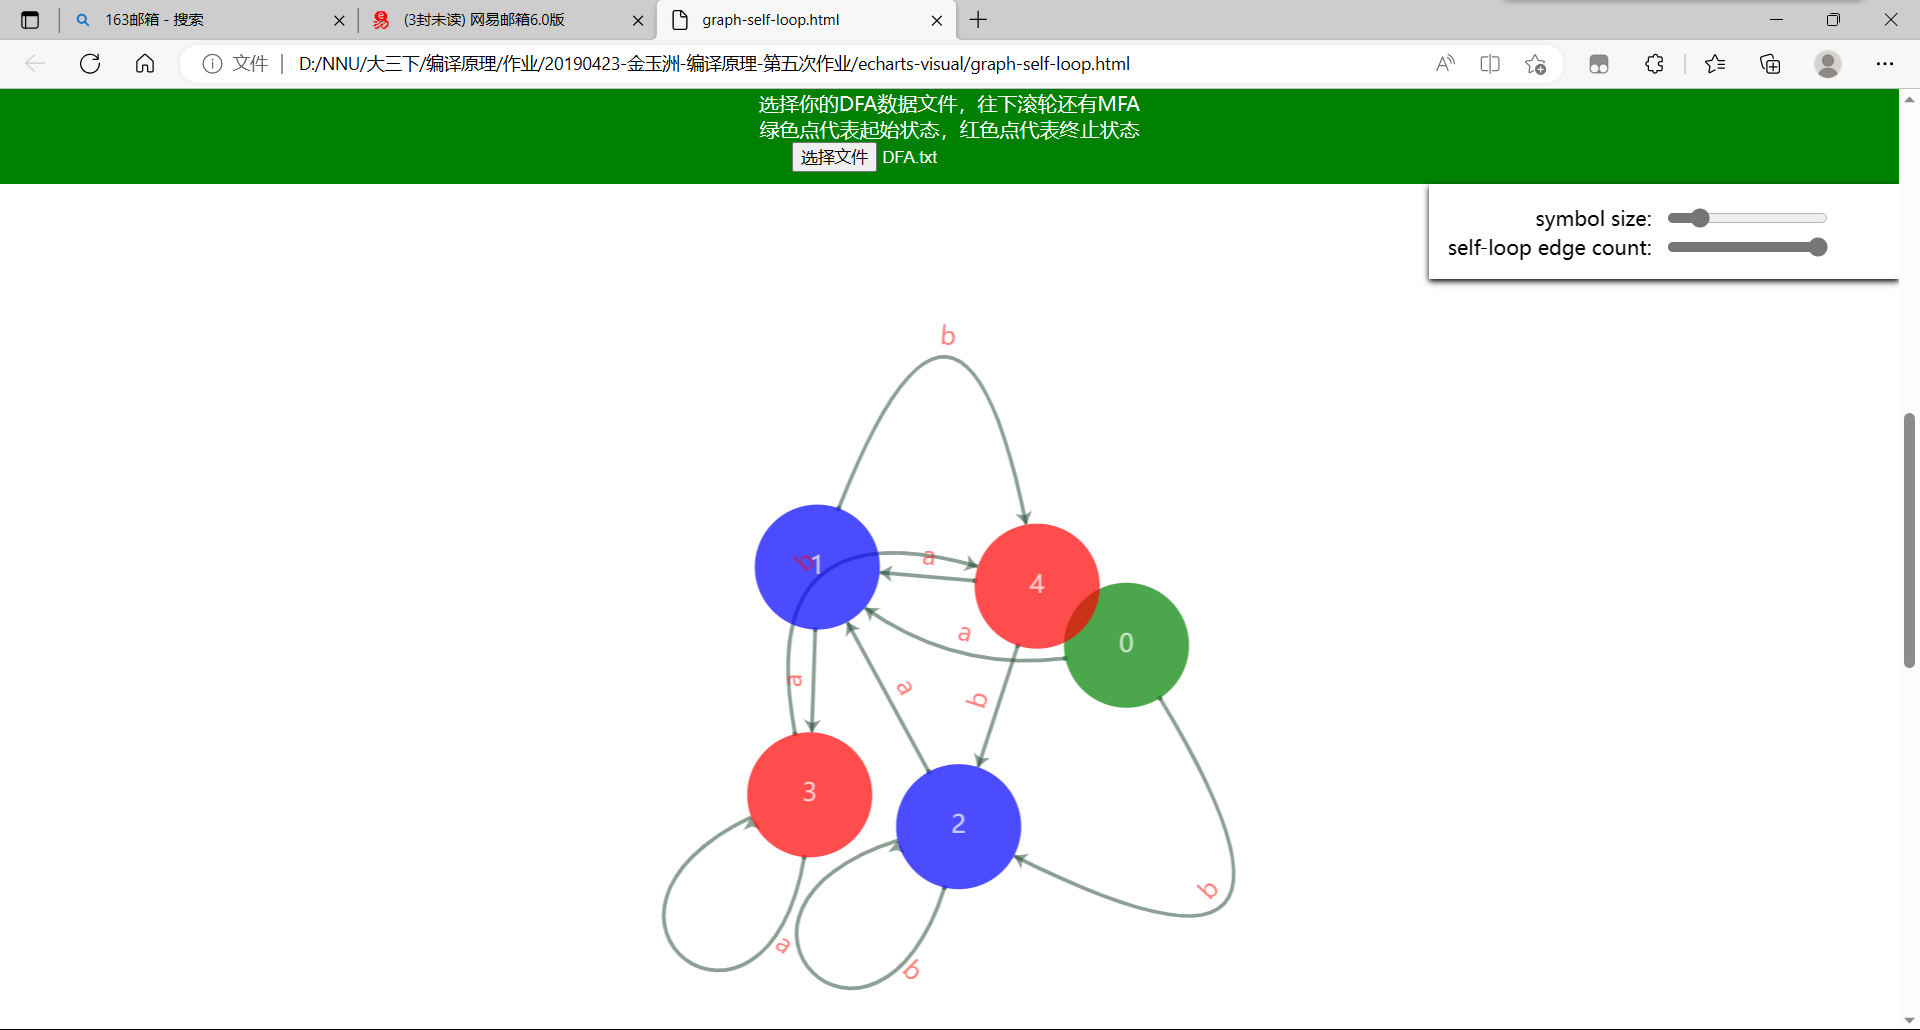 163邮箱 - 搜索
(3封未读) 网易邮箱6.0版
graph-self-loop.html
文件
D:/NNU/大三下/编译原理/作业/20190423-金玉洲-编译原理-第五次作业/echarts-visual/graph-self-loop.html
选择你的DFA数据文件，往下滚轮还有MFA
绿色点代表起始状态，红色点代表终止状态
选择文件 DFA.txt
symbol size:
self-loop edge count:
b
b
1
a
4
a
0
a
a
b
3
2
b
a
b